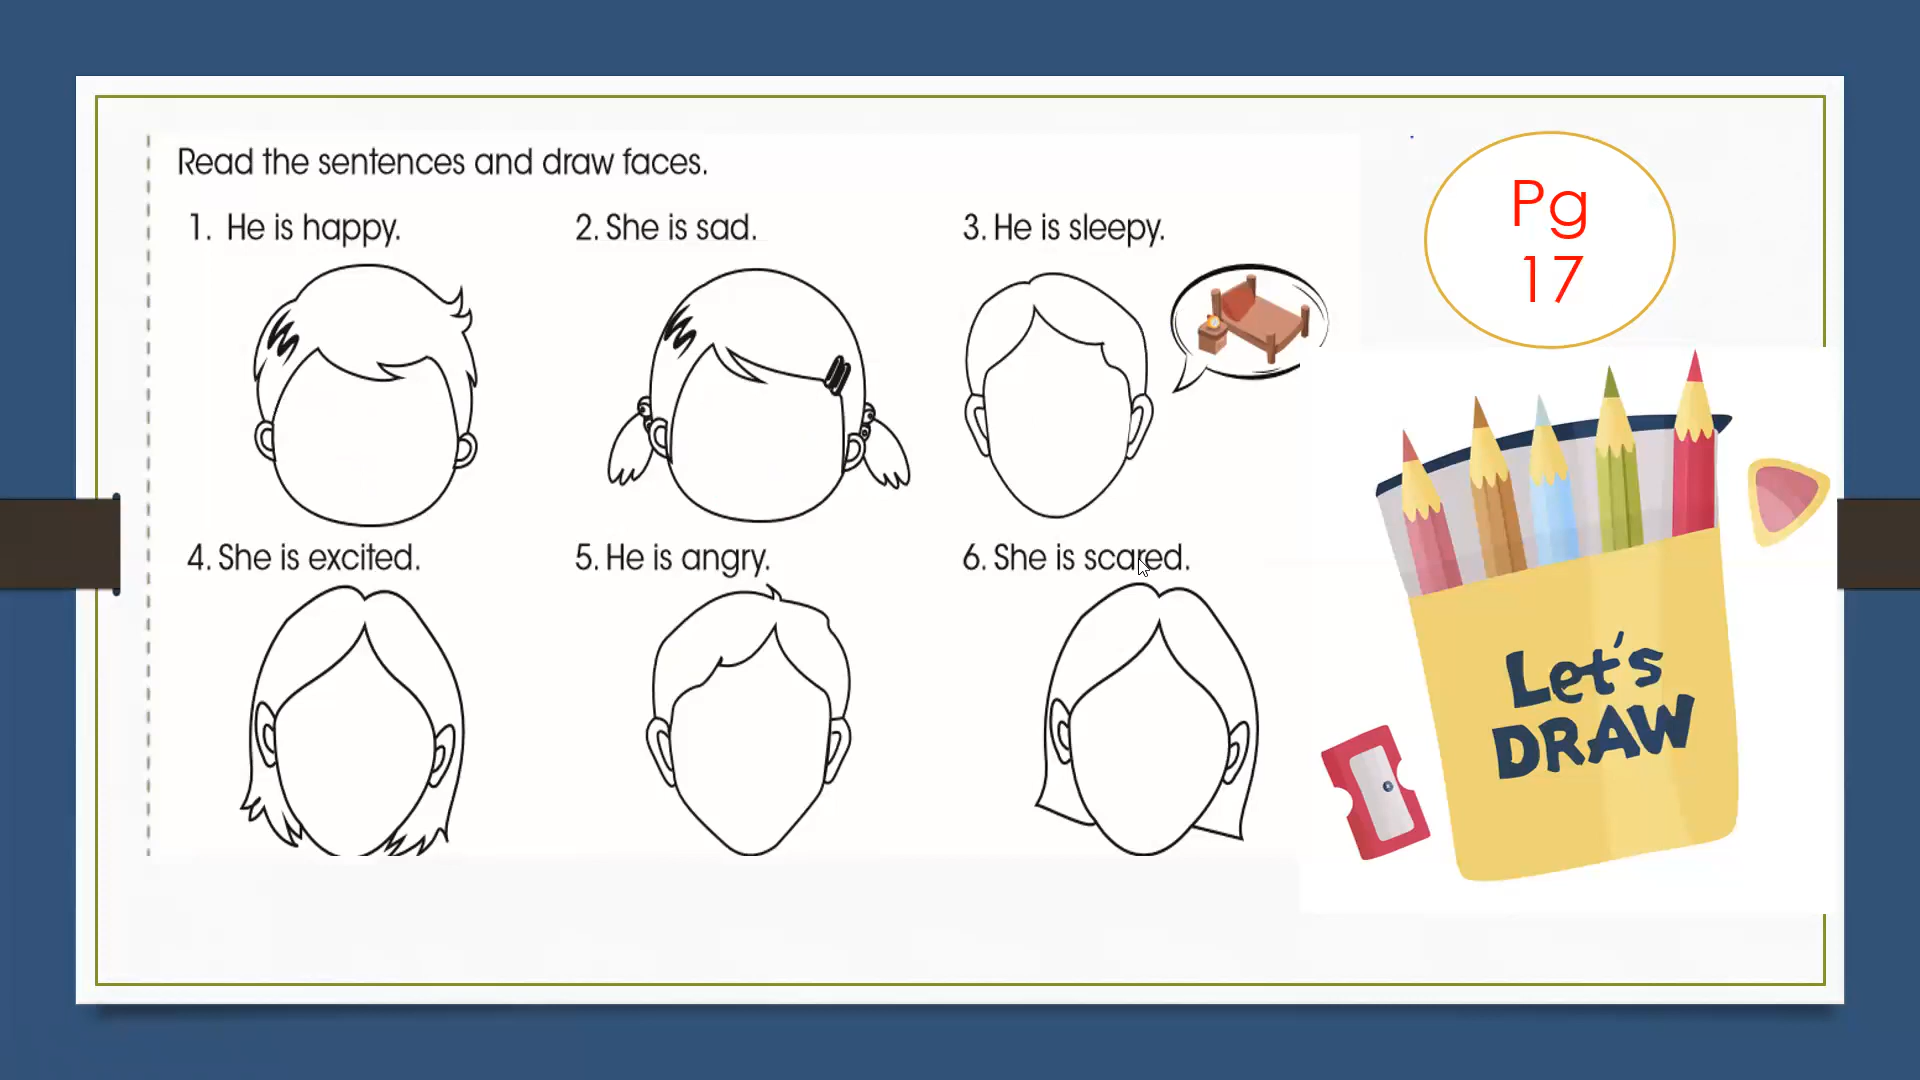 Read the sentences and draw faces.
1. He is happy.
2. She is sad.
3. He is sleepy.
4. She is excited.
5. He is angry.
6. She is scared.
Pg
17
Let's
DRAW